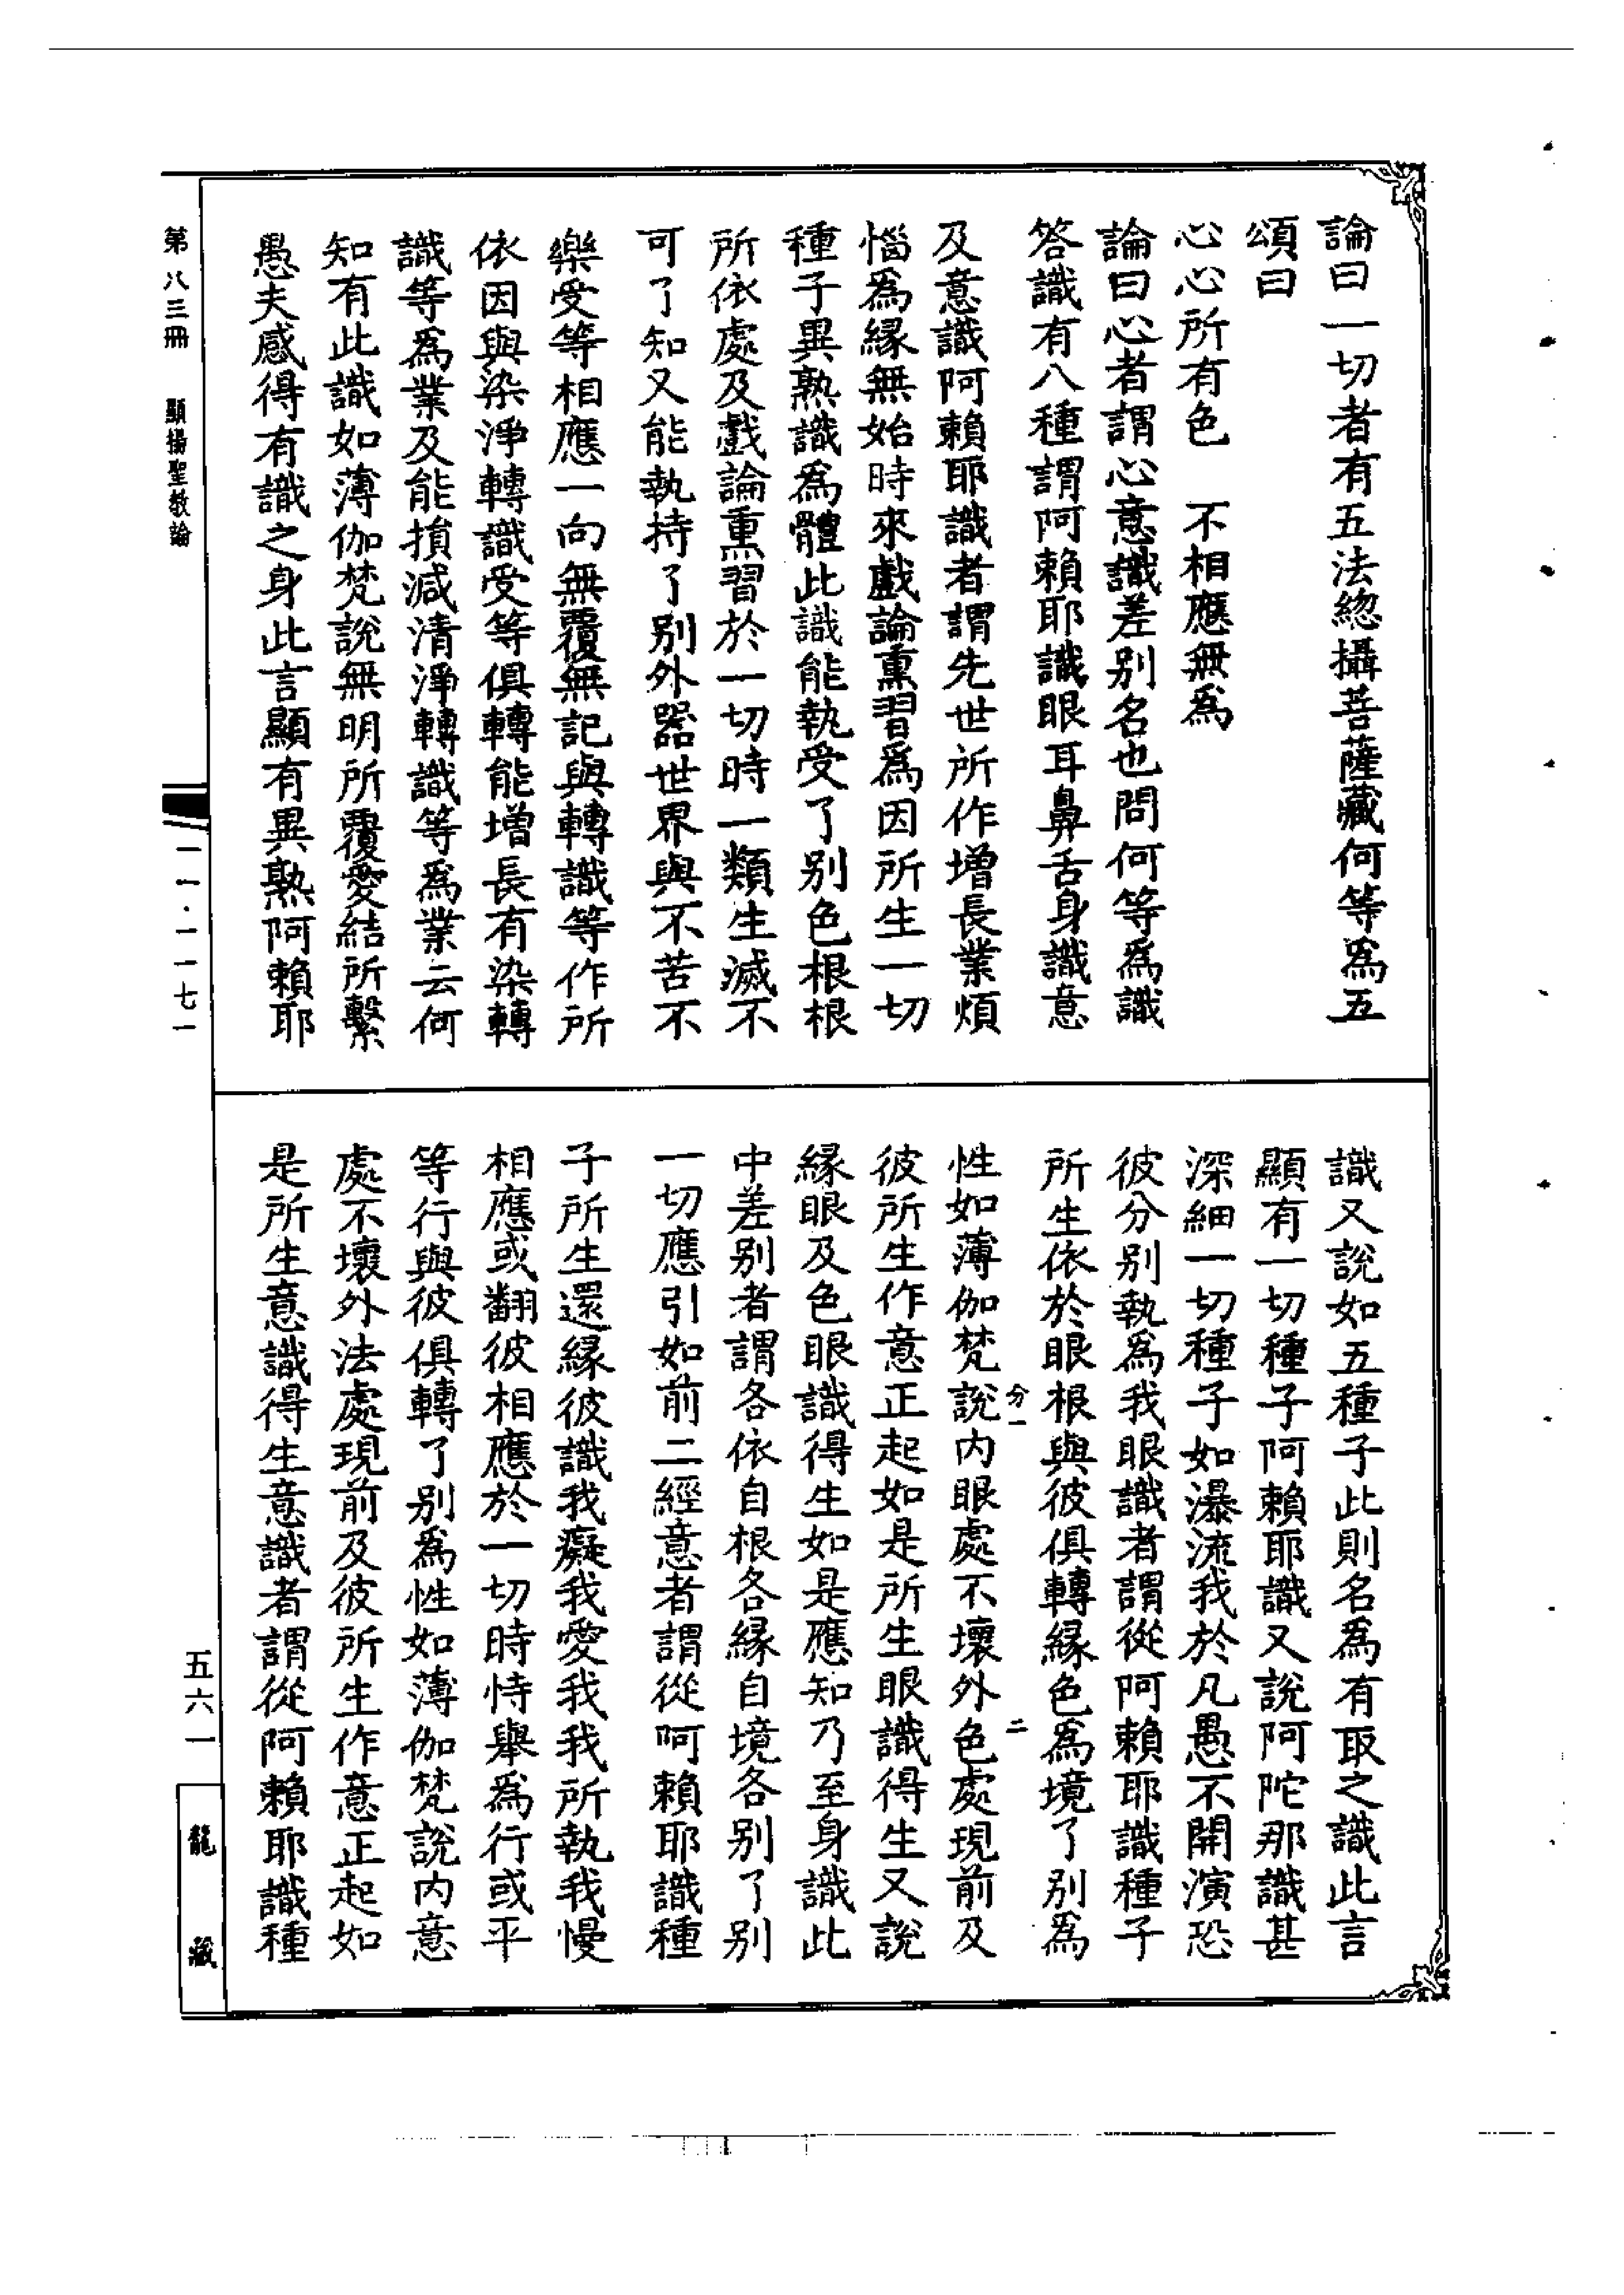 論曰一切者有五法總攝菩薩藏何等爲五
頌曰
心心所有色　不相應無爲
論曰心者謂心意識差別名也問何等爲識
答識有八種謂阿賴耶識眼耳鼻舌身識意
及意識阿賴耶識者謂先世所作增長業煩
惱爲緣無始時來戲論熏習爲因所生一切
種子異熟識爲體此識能執受了別色根根
所依處及戲論熏習於一切時一類生滅不
可了知又能執持了別外器世界與不苦不
樂受等相應一向無覆無記與轉識等作所
依因與染淨轉識受等俱轉能增長有染轉
識等爲業及能損減清淨轉識等爲業云何
知有此識如薄伽梵說無明所覆愛結所繫
愚夫感得有識之身此言顯有異熟阿賴耶
識又說如五種子此則名爲有取之識此言
顯有一切種子阿賴耶識又說阿陀那識甚
深細一切種子如瀑流我於凡愚不開演恐
彼分別執爲我眼識者謂從阿賴耶識種子
所生依於眼根與彼俱轉緣色爲境了別爲
分一　二
性如薄伽梵說內眼處不壞外色處現前及
彼所生作意正起如是所生眼識得生又說
緣眼及色眼識得生如是應知乃至身識此
中差別者謂各依自根各緣自境各別了別
一切應引如前二經意者謂從阿賴耶識種
子所生還緣彼識我癡我愛我我所執我慢
相應或翻彼相應於一切時恃舉爲行或平
等行與彼俱轉了別爲性如薄伽梵說內意
處不壞外法處現前及彼所生作意正起如
是所生意識得生意識者謂從阿賴耶識種
第八三冊　顯揚聖教論
一一·一一七一
五六一
龍藏